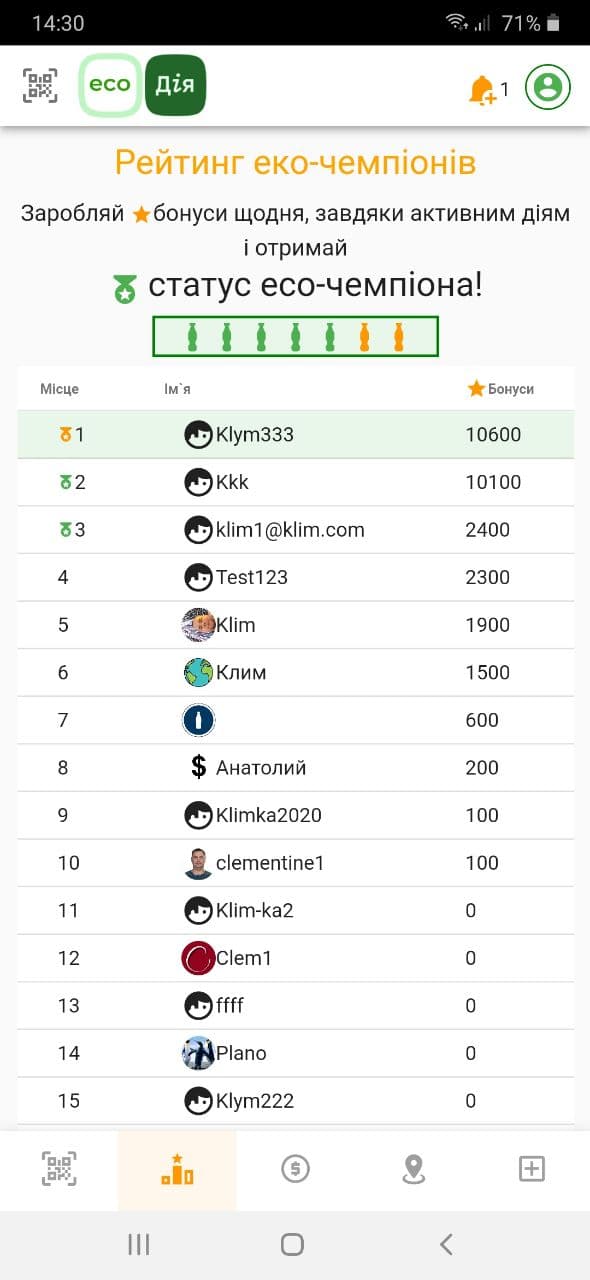 14:30
71%
eco Дія
1
Рейтинг еко-чемпіонів
Заробляй бонуси щодня, завдяки активним діям
і отримай
статус eco-чемпіона!
Місце Ім`я Бонуси
1 Klym333 10600
2 Kkk 10100
3 klim1@klim.com 2400
4 Test123 2300
5 Klim 1900
6 Клим 1500
7 600
8 $ Анатолий 200
9 Klimka2020 100
10 clementine1 100
11 Klim-ka2 0
12 Clem1 0
13 ffff 0
14 Plano 0
15 Klym222 0